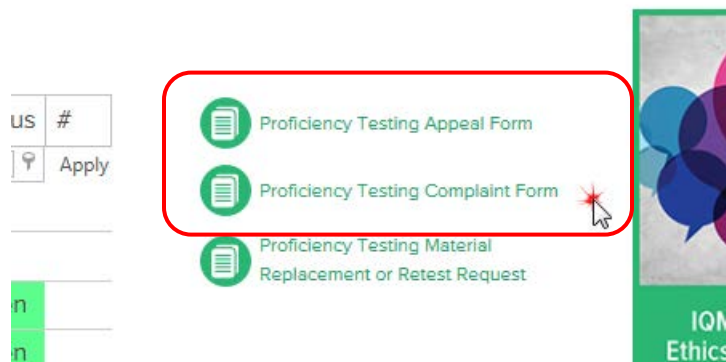 us #
Apply
n
en
Proficiency Testing Appeal Form
Proficiency Testing Complaint Form
Proficiency Testing Material
Replacement or Retest Request
IQM
Ethics